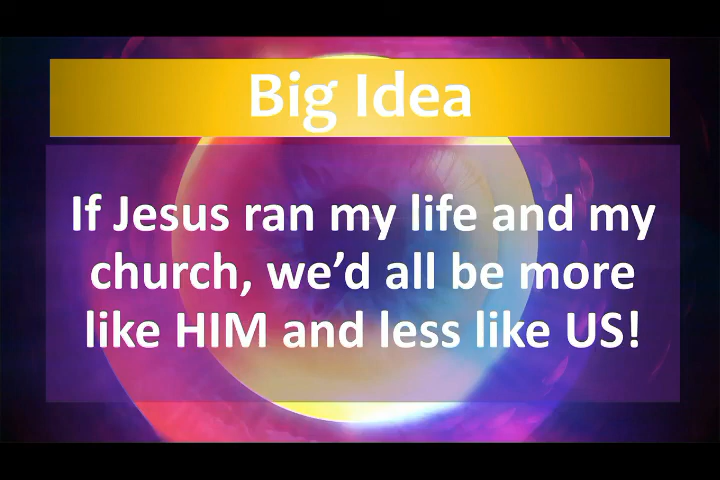 Big Idea
If Jesus ran my life and my
church, we’d all be more
like HIM and less like US!